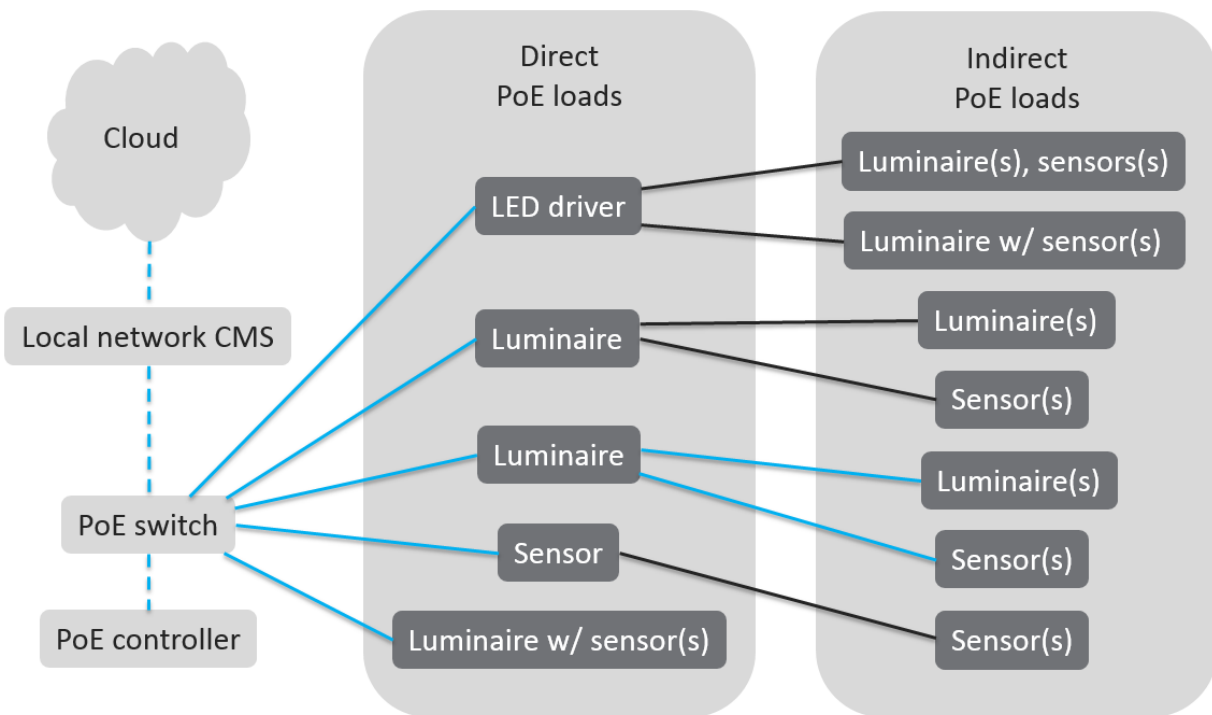 Cloud
Local network CMS
PoE switch
PoE controller
Direct
PoE loads
LED driver
Luminaire
Luminaire
Sensor
Luminaire w/ sensor(s)
Indirect
PoE loads
Luminaire(s), sensors(s)
Luminaire w/ sensor(s)
Luminaire(s)
Sensor(s)
Luminaire(s)
Sensor(s)
Sensor(s)